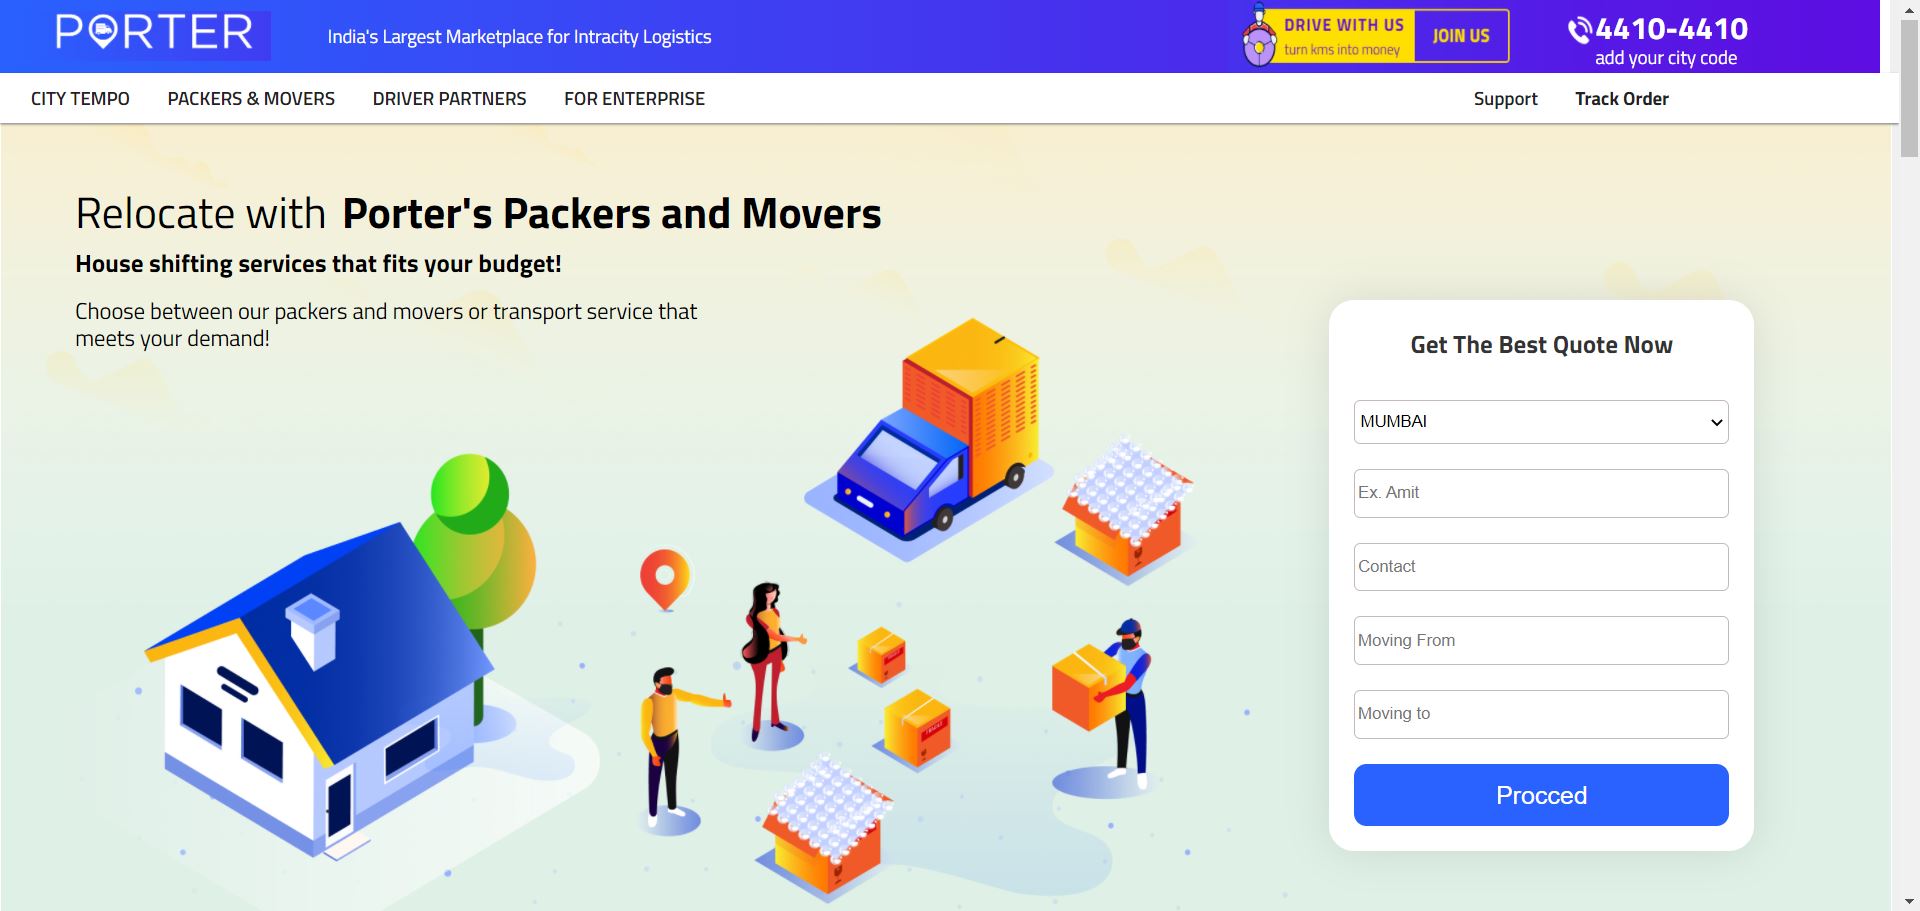 PORTER
India's Largest Marketplace for Intracity Logistics
DRIVE WITH US
turn kms into money
JOIN US
4410-4410
add your city code
CITY TEMPO
PACKERS & MOVERS
DRIVER PARTNERS
FOR ENTERPRISE
Support
Track Order
Relocate with Porter's Packers and Movers
House shifting services that fits your budget!
Choose between our packers and movers or transport service that
meets your demand!
Get The Best Quote Now
MUMBAI
Ex. Amit
Contact
Moving From
Moving to
Procced